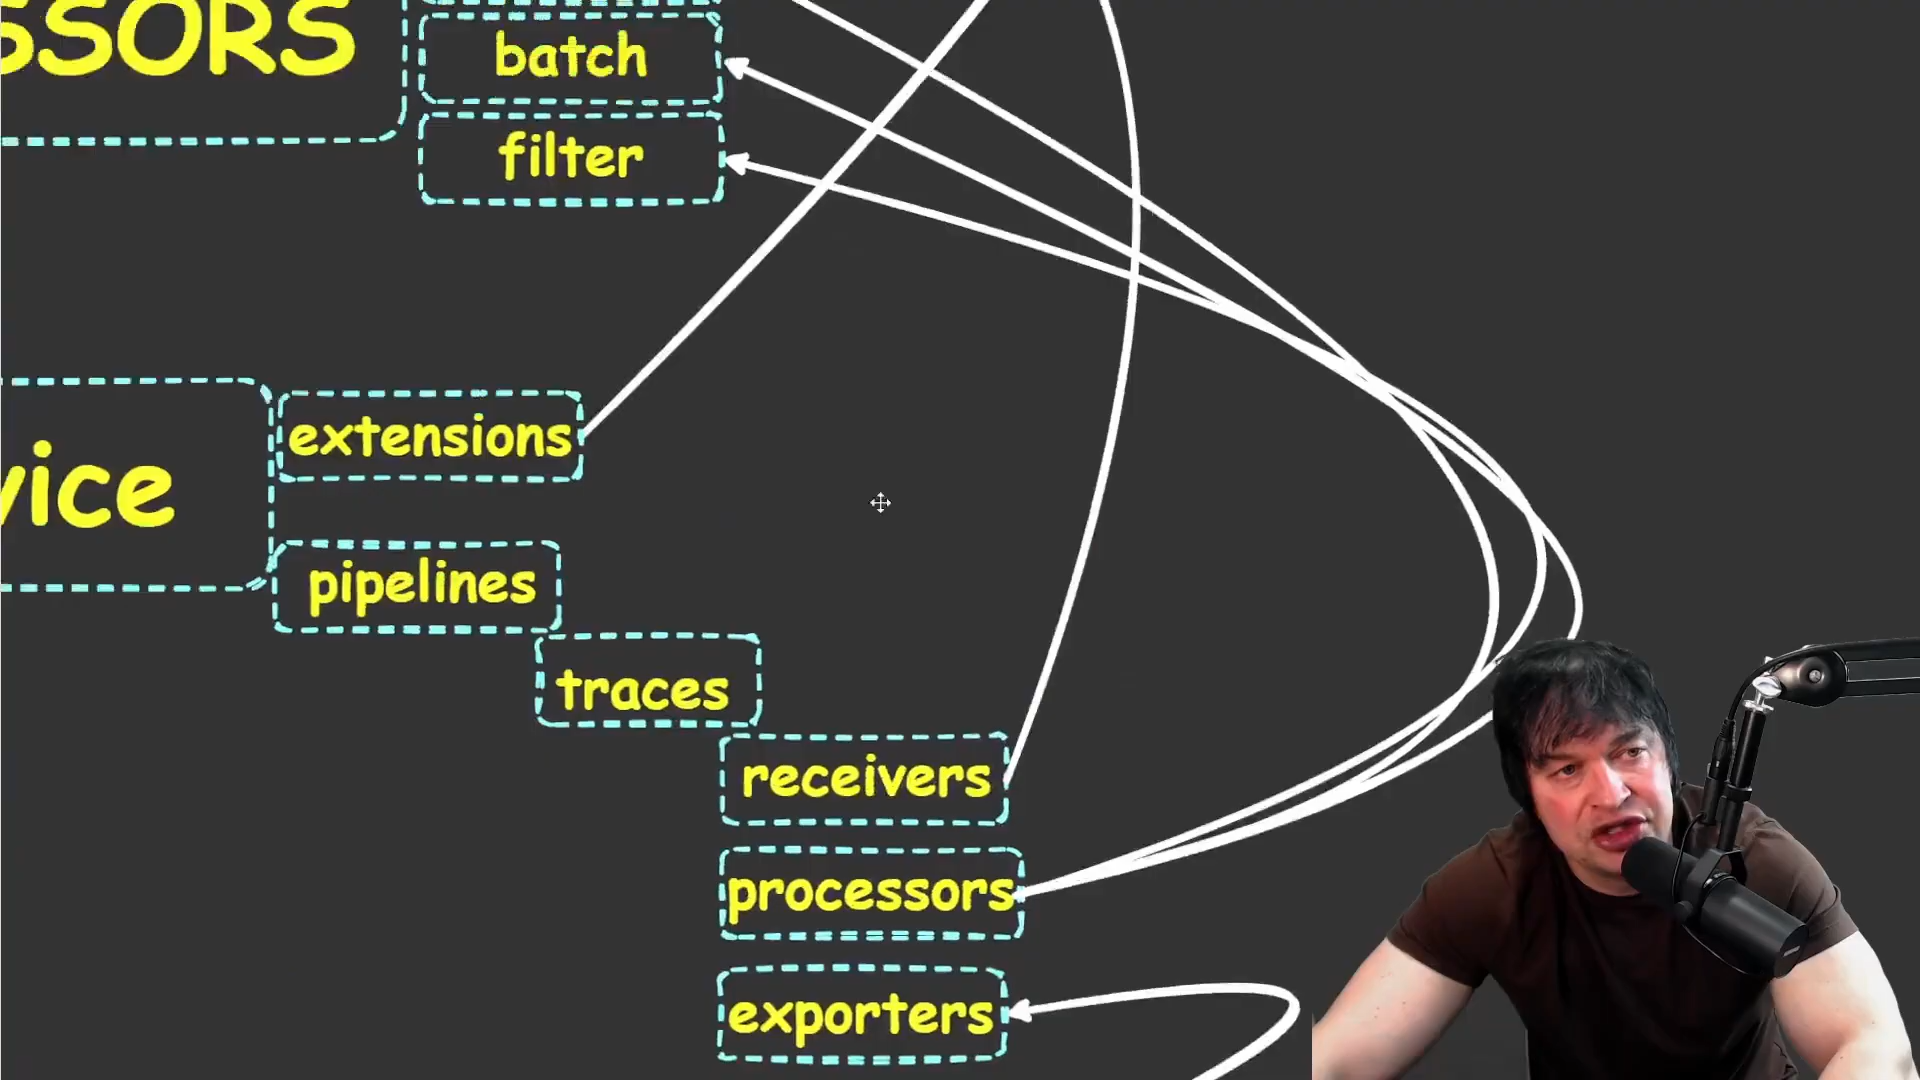 SSORS
batch
filter
extensions
vice
pipelines
traces
receivers
processors
exporters